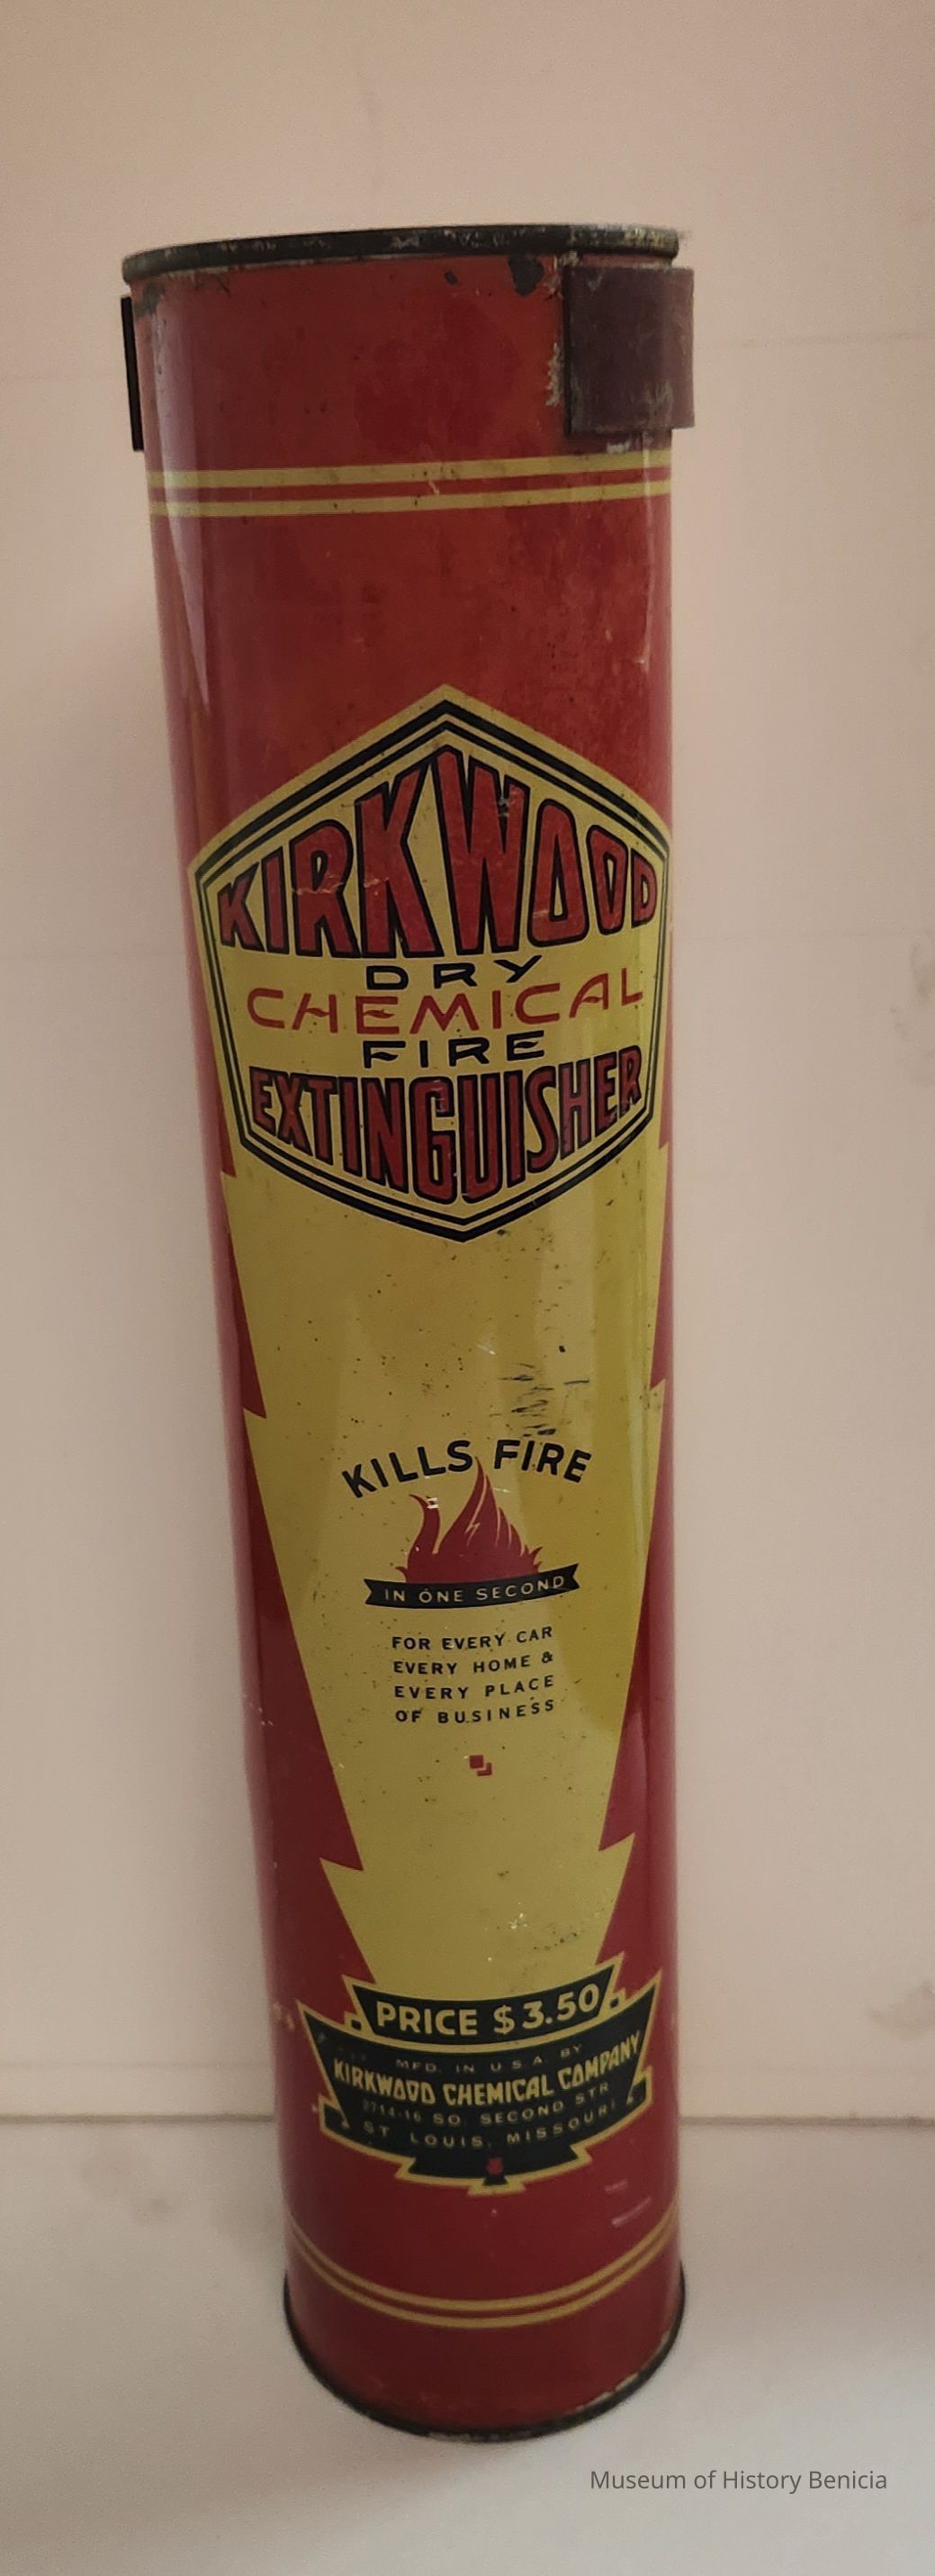 KIRKWOOD
DRY
CHEMICAL
FIRE
EXTINGUISHER
KILLS FIRE
IN ONE SECOND
FOR EVERY CAR
EVERY HOME &
EVERY PLACE
OF BUSINESS
PRICE $3.50
MFD. IN U.S.A. BY
KIRKWOOD CHEMICAL COMPANY
2714-16 SO. SECOND STR
ST LOUIS, MISSOURI
Museum of History Benicia